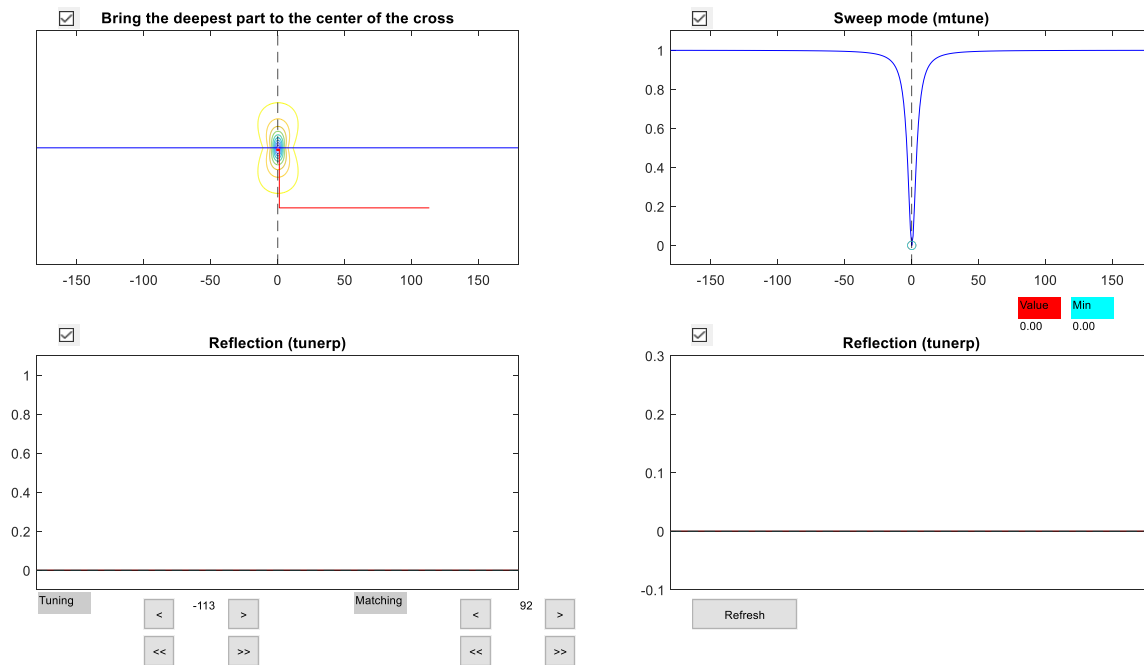 Bring the deepest part to the center of the cross
-150 -100 -50 0 50 100 150
Sweep mode (mtune)
1
0.8
0.6
0.4
0.2
0
-150 -100 -50 0 50 100 150
Value Min
0.00 0.00
Reflection (tunerp)
1
0.8
0.6
0.4
0.2
0
Reflection (tunerp)
0.3
0.2
0.1
0
-0.1
Tuning < -113 >
<< >>
Matching < 92 >
<< >>
Refresh